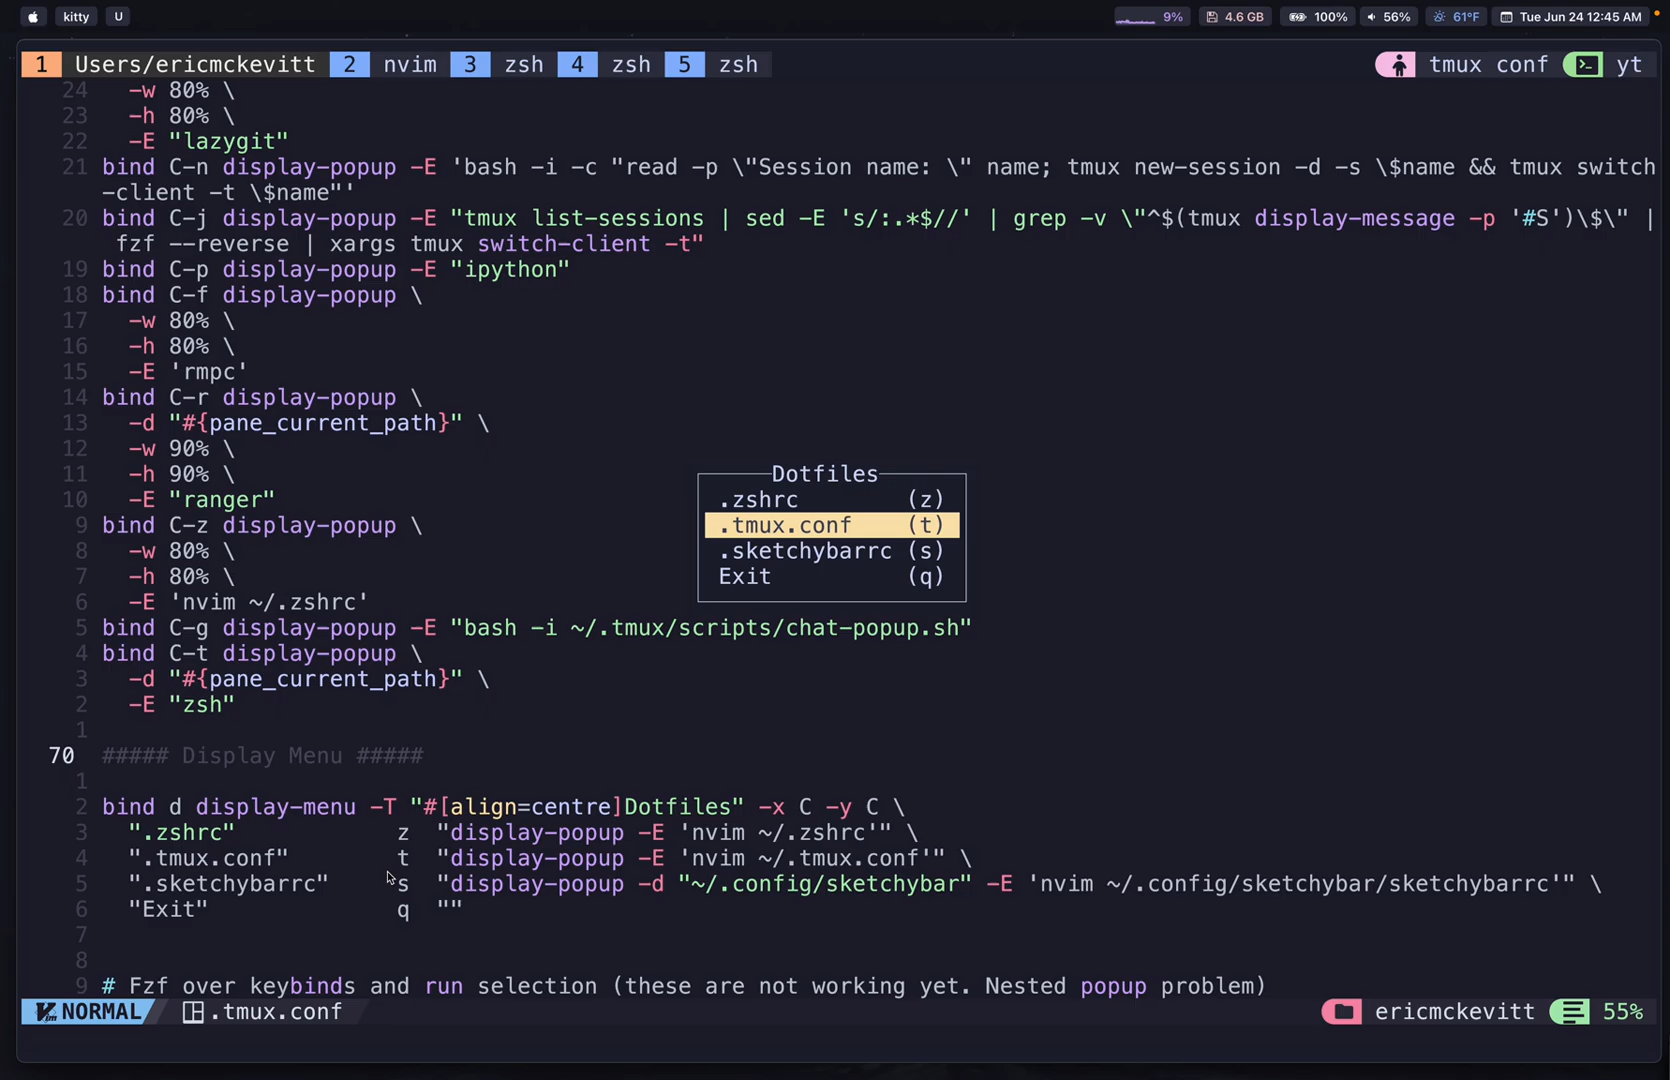 kitty U 9% 4.6 GB 100% 56% 61°F Tue Jun 24 12:45 AM
1 Users/ericmckevitt 2 nvim 3 zsh 4 zsh 5 zsh tmux conf yt
24 -w 80% \
23 -h 80% \
22 -E "lazygit"
21 bind C-n display-popup -E 'bash -i -c "read -p \"Session name: \" name; tmux new-session -d -s \$name && tmux switch
-client -t \$name"'
20 bind C-j display-popup -E "tmux list-sessions | sed -E 's/:.*$//' | grep -v \"^$(tmux display-message -p '#S')\$\" |
fzf --reverse | xargs tmux switch-client -t"
19 bind C-p display-popup -E "ipython"
18 bind C-f display-popup \
17 -w 80% \
16 -h 80% \
15 -E 'rmpc'
14 bind C-r display-popup \
13 -d "#{pane_current_path}" \
12 -w 90% \
11 -h 90% \
10 -E "ranger"
9 bind C-z display-popup \
8 -w 80% \
7 -h 80% \
6 -E 'nvim ~/.zshrc'
5 bind C-g display-popup -E "bash -i ~/.tmux/scripts/chat-popup.sh"
4 bind C-t display-popup \
3 -d "#{pane_current_path}" \
2 -E "zsh"
1
70 ##### Display Menu #####
1
2 bind d display-menu -T "#[align=centre]Dotfiles" -x C -y C \
3 ".zshrc" z "display-popup -E 'nvim ~/.zshrc'" \
4 ".tmux.conf" t "display-popup -E 'nvim ~/.tmux.conf'" \
5 ".sketchybarrc" s "display-popup -d "~/.config/sketchybar" -E 'nvim ~/.config/sketchybar/sketchybarrc'" \
6 "Exit" q ""
7
8
9 # Fzf over keybinds and run selection (these are not working yet. Nested popup problem)
Dotfiles
.zshrc (z)
.tmux.conf (t)
.sketchybarrc (s)
Exit (q)
NORMAL .tmux.conf ericmckevitt 55%